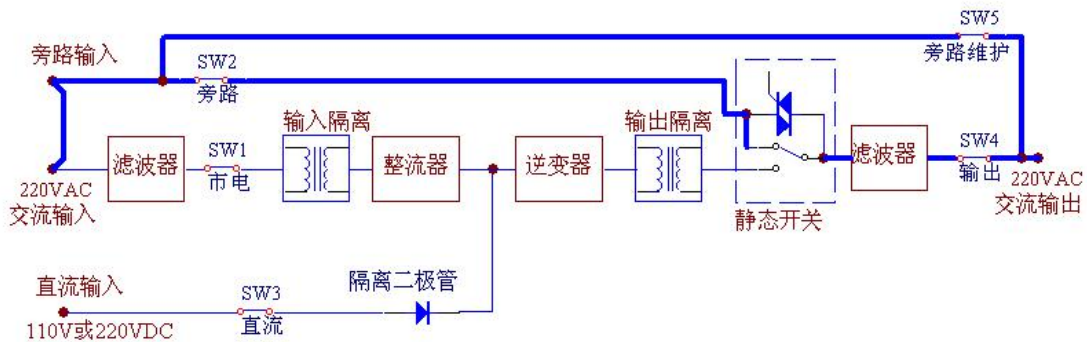 SW5
旁路维护
旁路输入
SW2
旁路
输入隔离
输出隔离
滤波器
SW1
市电
整流器
逆变器
滤波器
SW4
输出
220VAC
交流输入
220VAC
交流输出
静态开关
直流输入
SW3
直流
隔离二极管
110V或220VDC